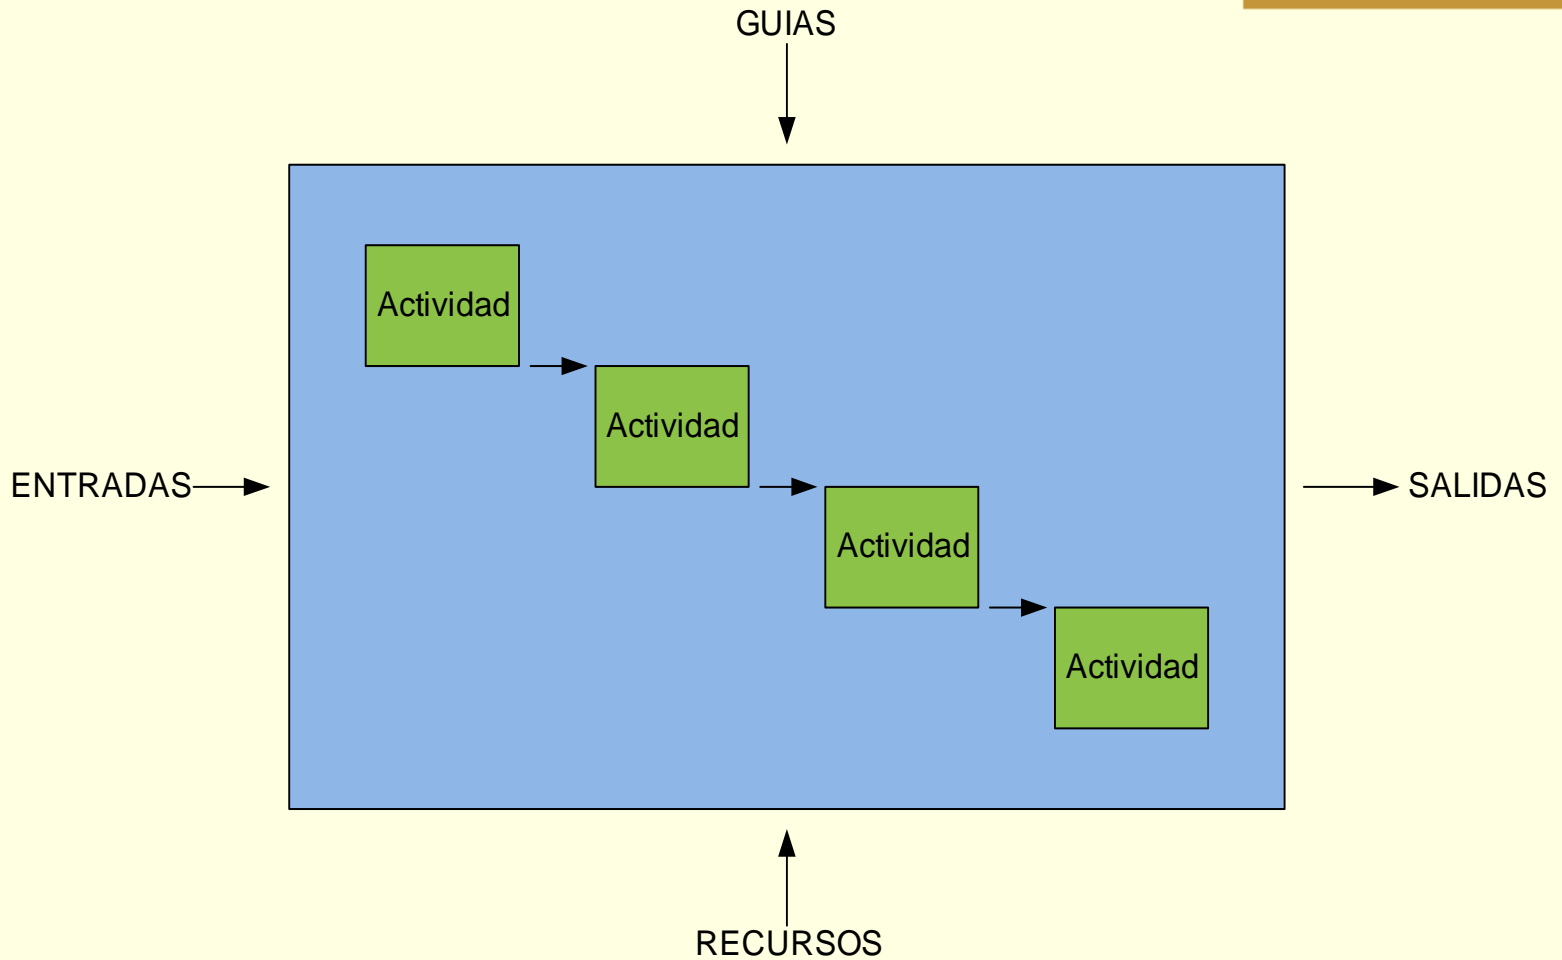 GUIAS
Actividad
Actividad
ENTRADAS
SALIDAS
Actividad
Actividad
RECURSOS